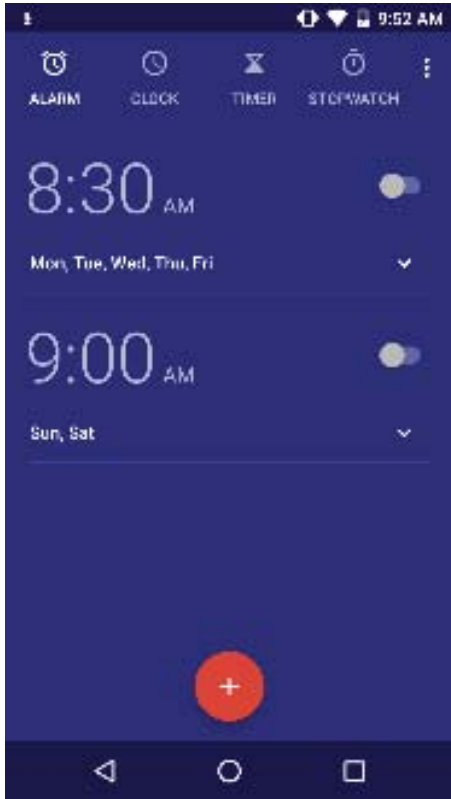 9:52 AM
ALARM CLOCK TIMER STOPWATCH
8:30 AM
Mon, Tue, Wed, Thu, Fri
9:00 AM
Sun, Sat